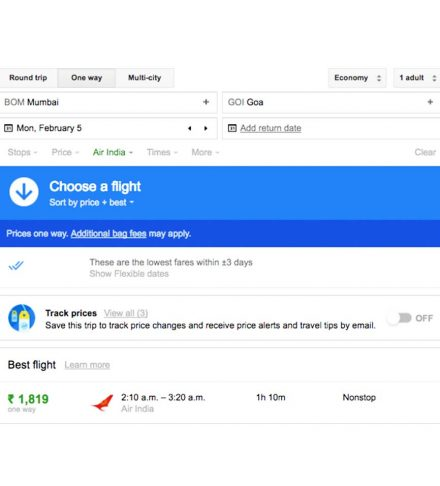 Round trip One way Multi-city Economy 1 adult
BOM Mumbai + GOI Goa +
Mon, February 5 Add return date
Stops Price Air India Times More Clear
Choose a flight
Sort by price + best
Prices one way. Additional bag fees may apply.
These are the lowest fares within ±3 days
Show Flexible dates
Track prices View all (3)
Save this trip to track price changes and receive price alerts and travel tips by email. OFF
Best flight Learn more
₹ 1,819 2:10 a.m. – 3:20 a.m. 1h 10m Nonstop
one way Air India